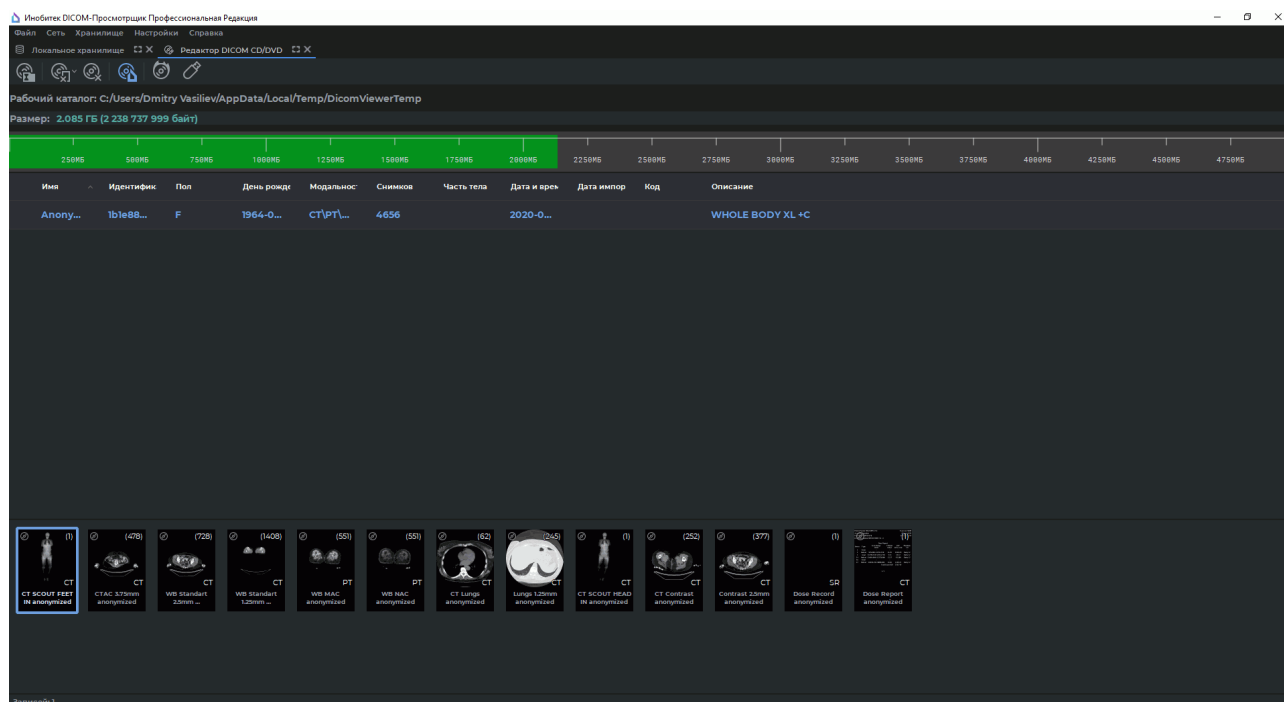 Инобитек DICOM-Просмотрщик Профессиональная Редакция
Файл Сеть Хранилище Настройки Справка
Локальное хранилище Редактор DICOM CD/DVD
Рабочий каталог: C:/Users/Dmitry Vasiliev/AppData/Local/Temp/DicomViewerTemp
Размер: 2.085 ГБ (2 238 737 999 байт)
250МБ 500МБ 750МБ 1000МБ 1250МБ 1500МБ 1750МБ 2000МБ 2250МБ 2500МБ 2750МБ 3000МБ 3250МБ 3500МБ 3750МБ 4000МБ 4250МБ 4500МБ 4750МБ
Имя Идентифик Пол День рожде Модальнос Снимков Часть тела Дата и врем Дата импор Код Описание
Anony... 1b1e88... F 1964-0... CT\PT\... 4656 2020-0... WHOLE BODY XL +C
(1) (478) (728) (1408) (551) (551) (62) (245) (1) (252) (377) (1) (1)
CT CT CT CT PT PT CT CT CT CT CT SR CT
CT SCOUT FEET CTAC 3.75mm WB Standart WB Standart WB MAC WB NAC CT Lungs Lungs 1.25mm CT SCOUT HEAD CT Contrast Contrast 2.5mm Dose Record Dose Report
IN anonymized anonymized 2.5mm ... 1.25mm ... anonymized anonymized anonymized anonymized IN anonymized anonymized anonymized anonymized anonymized